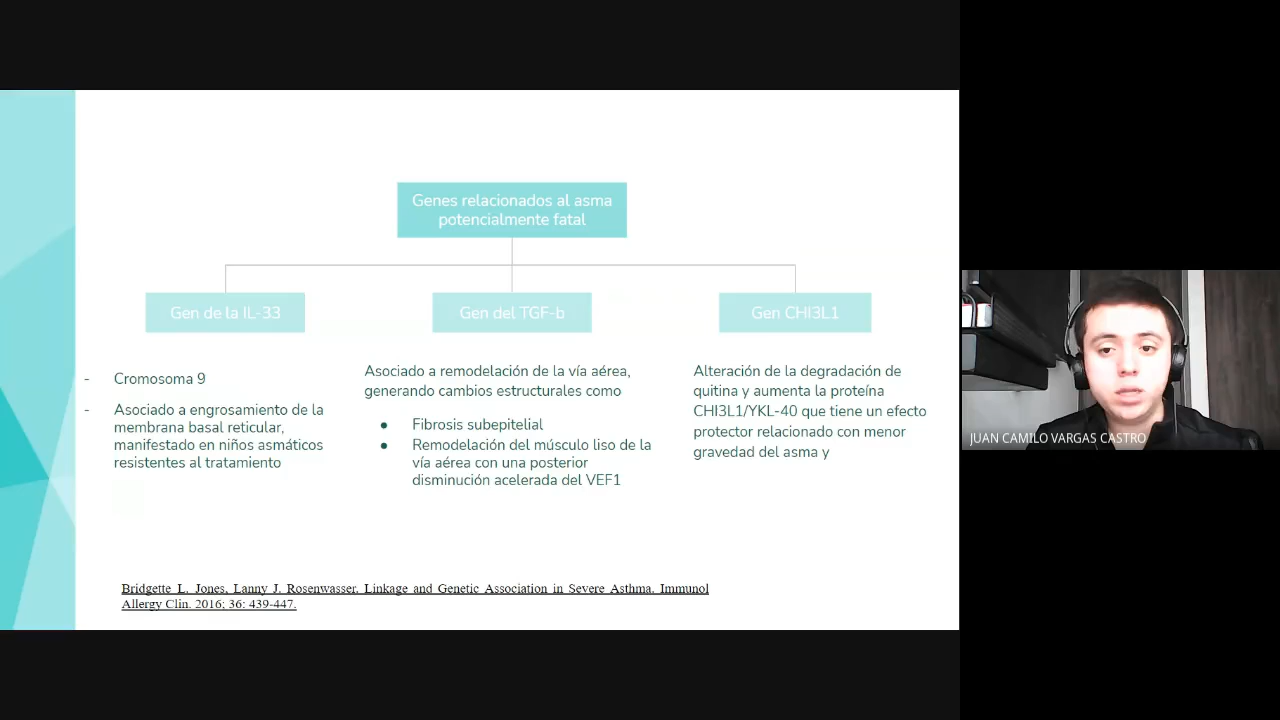 Genes relacionados al asma
potencialmente fatal
Gen de la IL-33
Gen del TGF-b
Gen CHI3L1
- Cromosoma 9
- Asociado a engrosamiento de la
membrana basal reticular,
manifestado en niños asmáticos
resistentes al tratamiento
Asociado a remodelación de la vía aérea,
generando cambios estructurales como
● Fibrosis subepitelial
● Remodelación del músculo liso de la
vía aérea con una posterior
disminución acelerada del VEF1
Alteración de la degradación de
quitina y aumenta la proteína
CHI3L1/YKL-40 que tiene un efecto
protector relacionado con menor
gravedad del asma y
Bridgette L. Jones, Lanny J. Rosenwasser. Linkage and Genetic Association in Severe Asthma. Immunol
Allergy Clin. 2016; 36: 439-447.
JUAN CAMILO VARGAS CASTRO